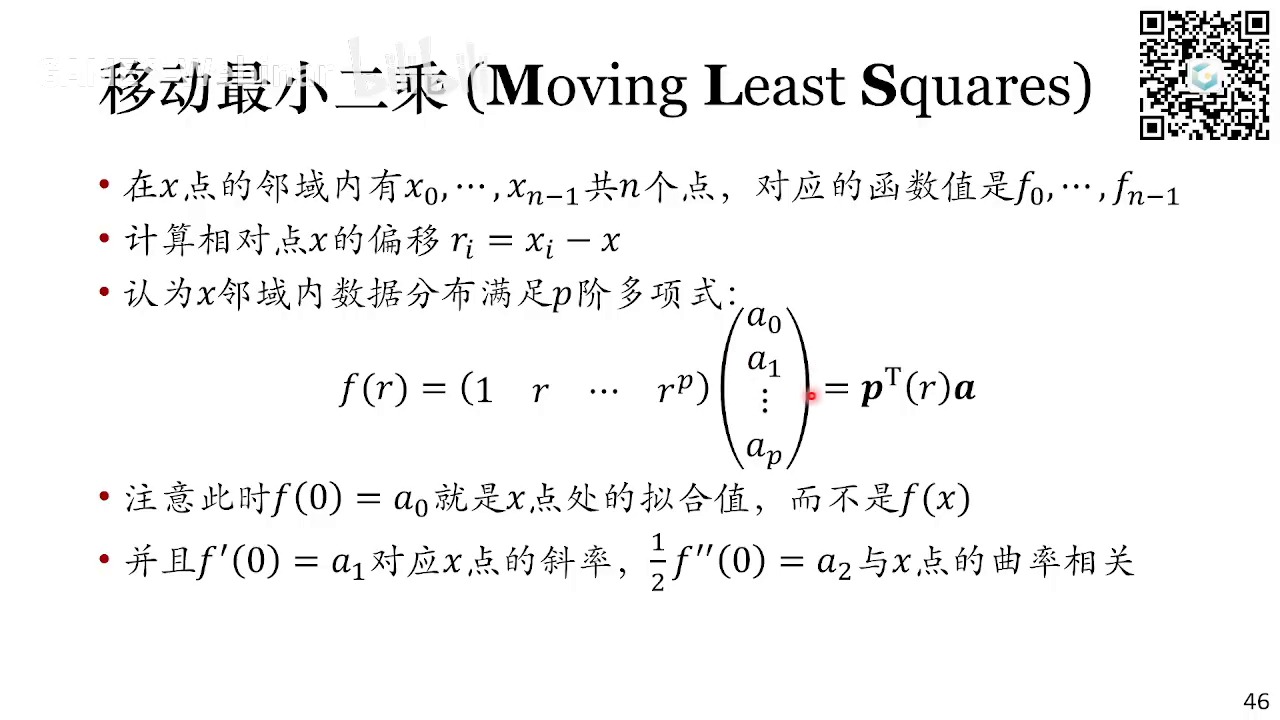 移动最小二乘 (Moving Least Squares)
• 在x点的邻域内有x₀,⋯,xₙ₋₁共n个点，对应的函数值是f₀,⋯,fₙ₋₁
• 计算相对点x的偏移 rᵢ = xᵢ − x
• 认为x邻域内数据分布满足p阶多项式：
f(r) = (1 r ⋯ rᵖ) (a₀ a₁ ⋮ aₚ) = pᵀ(r)a
• 注意此时f(0) = a₀就是x点处的拟合值，而不是f(x)
• 并且f′(0) = a₁对应x点的斜率，1/2 f″(0) = a₂与x点的曲率相关
46